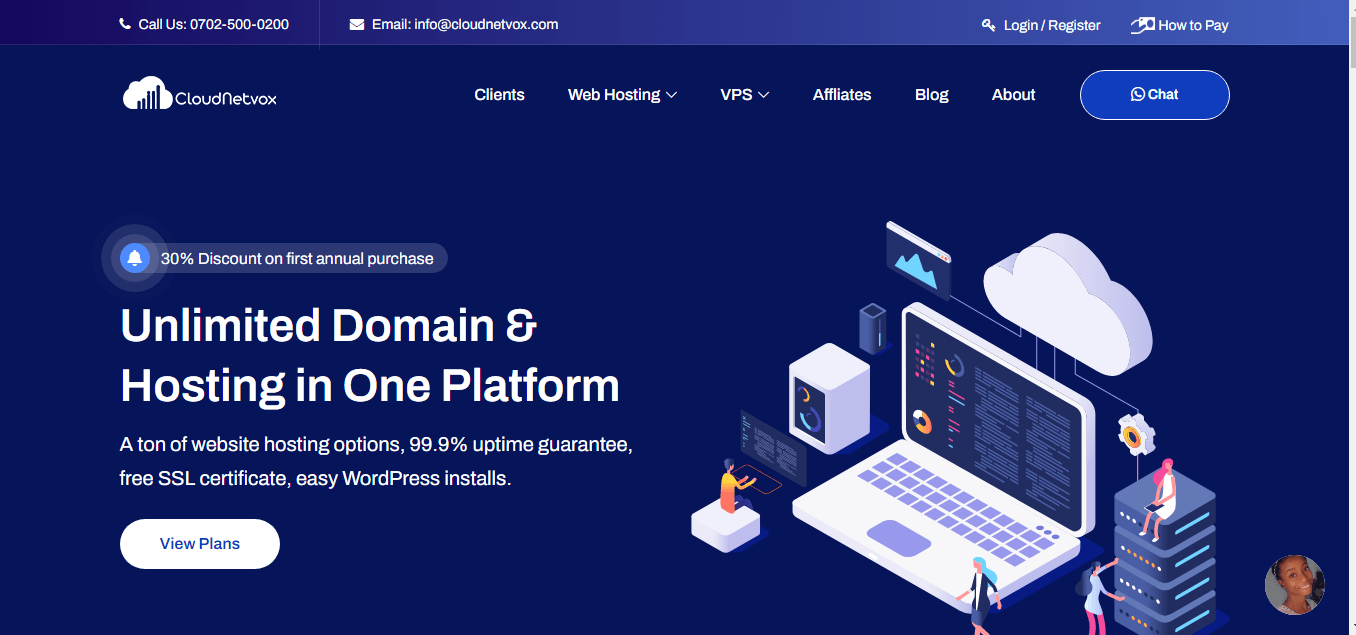 Call Us: 0702-500-0200
Email: info@cloudnetvox.com
Login / Register
How to Pay
CloudNetvox
Clients
Web Hosting
VPS
Affliates
Blog
About
Chat
30% Discount on first annual purchase
Unlimited Domain &
Hosting in One Platform
A ton of website hosting options, 99.9% uptime guarantee,
free SSL certificate, easy WordPress installs.
View Plans